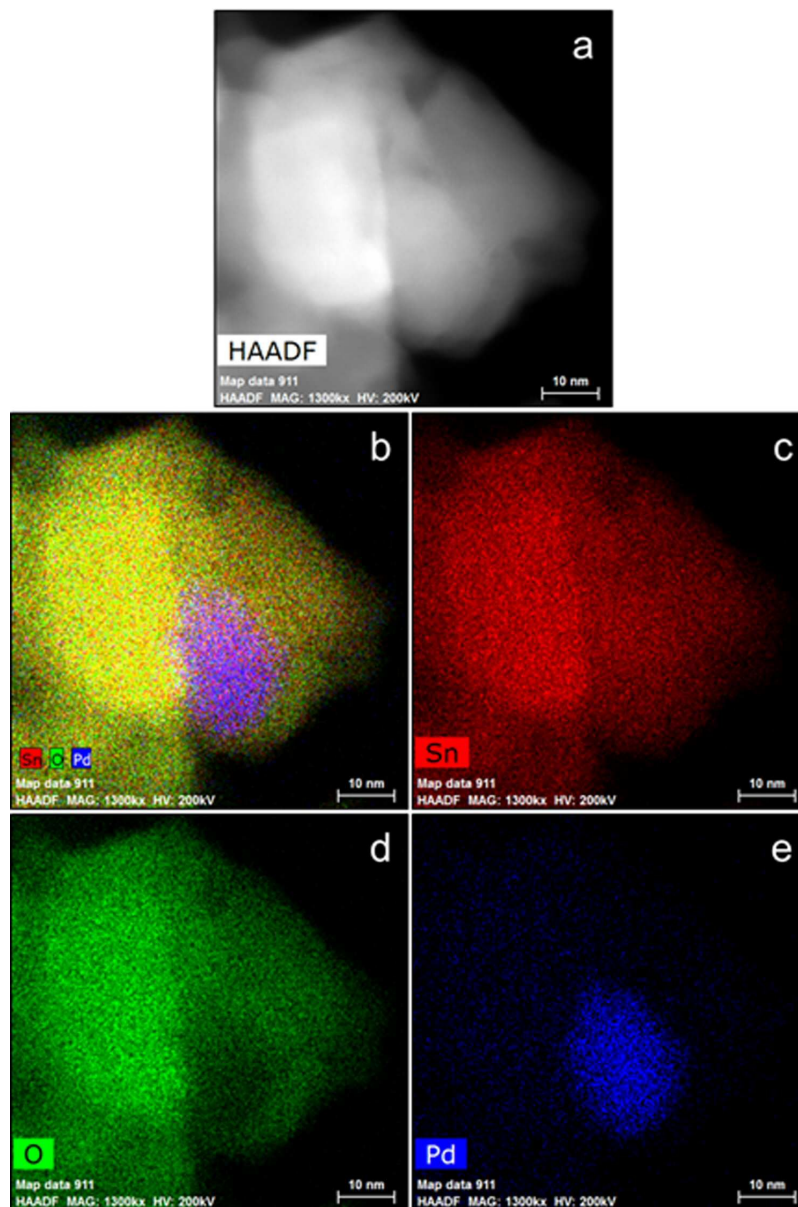 a
HAADF
Map data 911
HAADF MAG: 1300kx HV: 200kV
10 nm
b
Sn O Pd
Map data 911
HAADF MAG: 1300kx HV: 200kV
10 nm
c
Sn
Map data 911
HAADF MAG: 1300kx HV: 200kV
10 nm
d
O
Map data 911
HAADF MAG: 1300kx HV: 200kV
10 nm
e
Pd
Map data 911
HAADF MAG: 1300kx HV: 200kV
10 nm